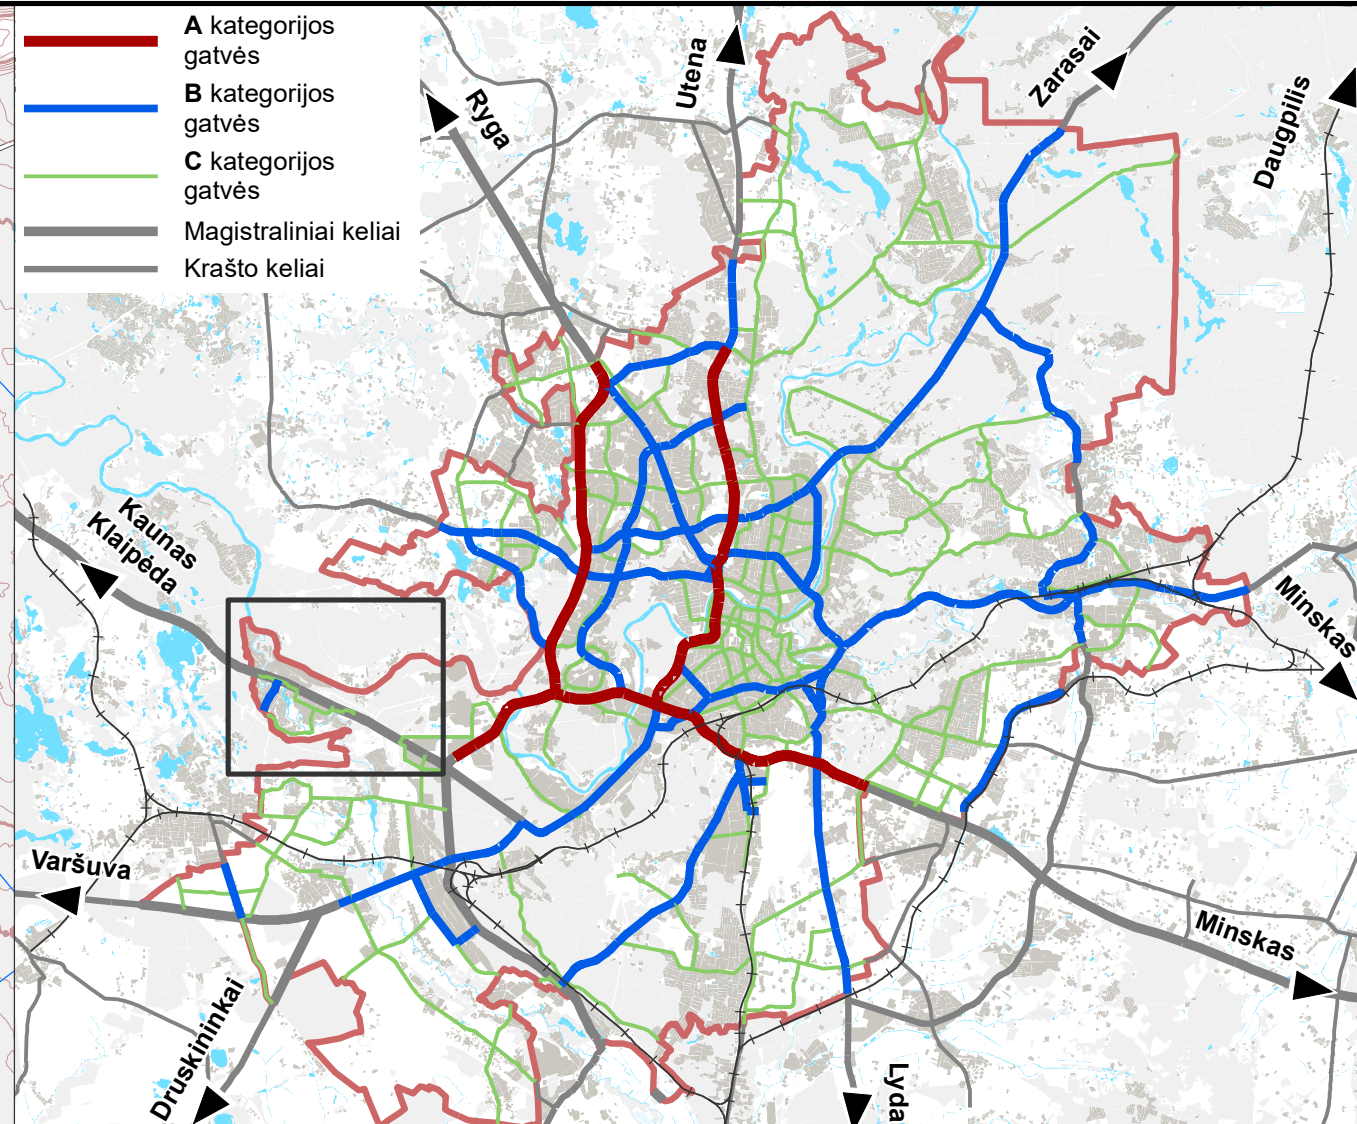 A kategorijos
gatvės
B kategorijos
gatvės
C kategorijos
gatvės
Magistraliniai keliai
Krašto keliai
Ryga
Utena
Zarasai
Daugpilis
Kaunas
Klaipėda
Minskas
Varšuva
Minskas
Druskininkai
Lyda